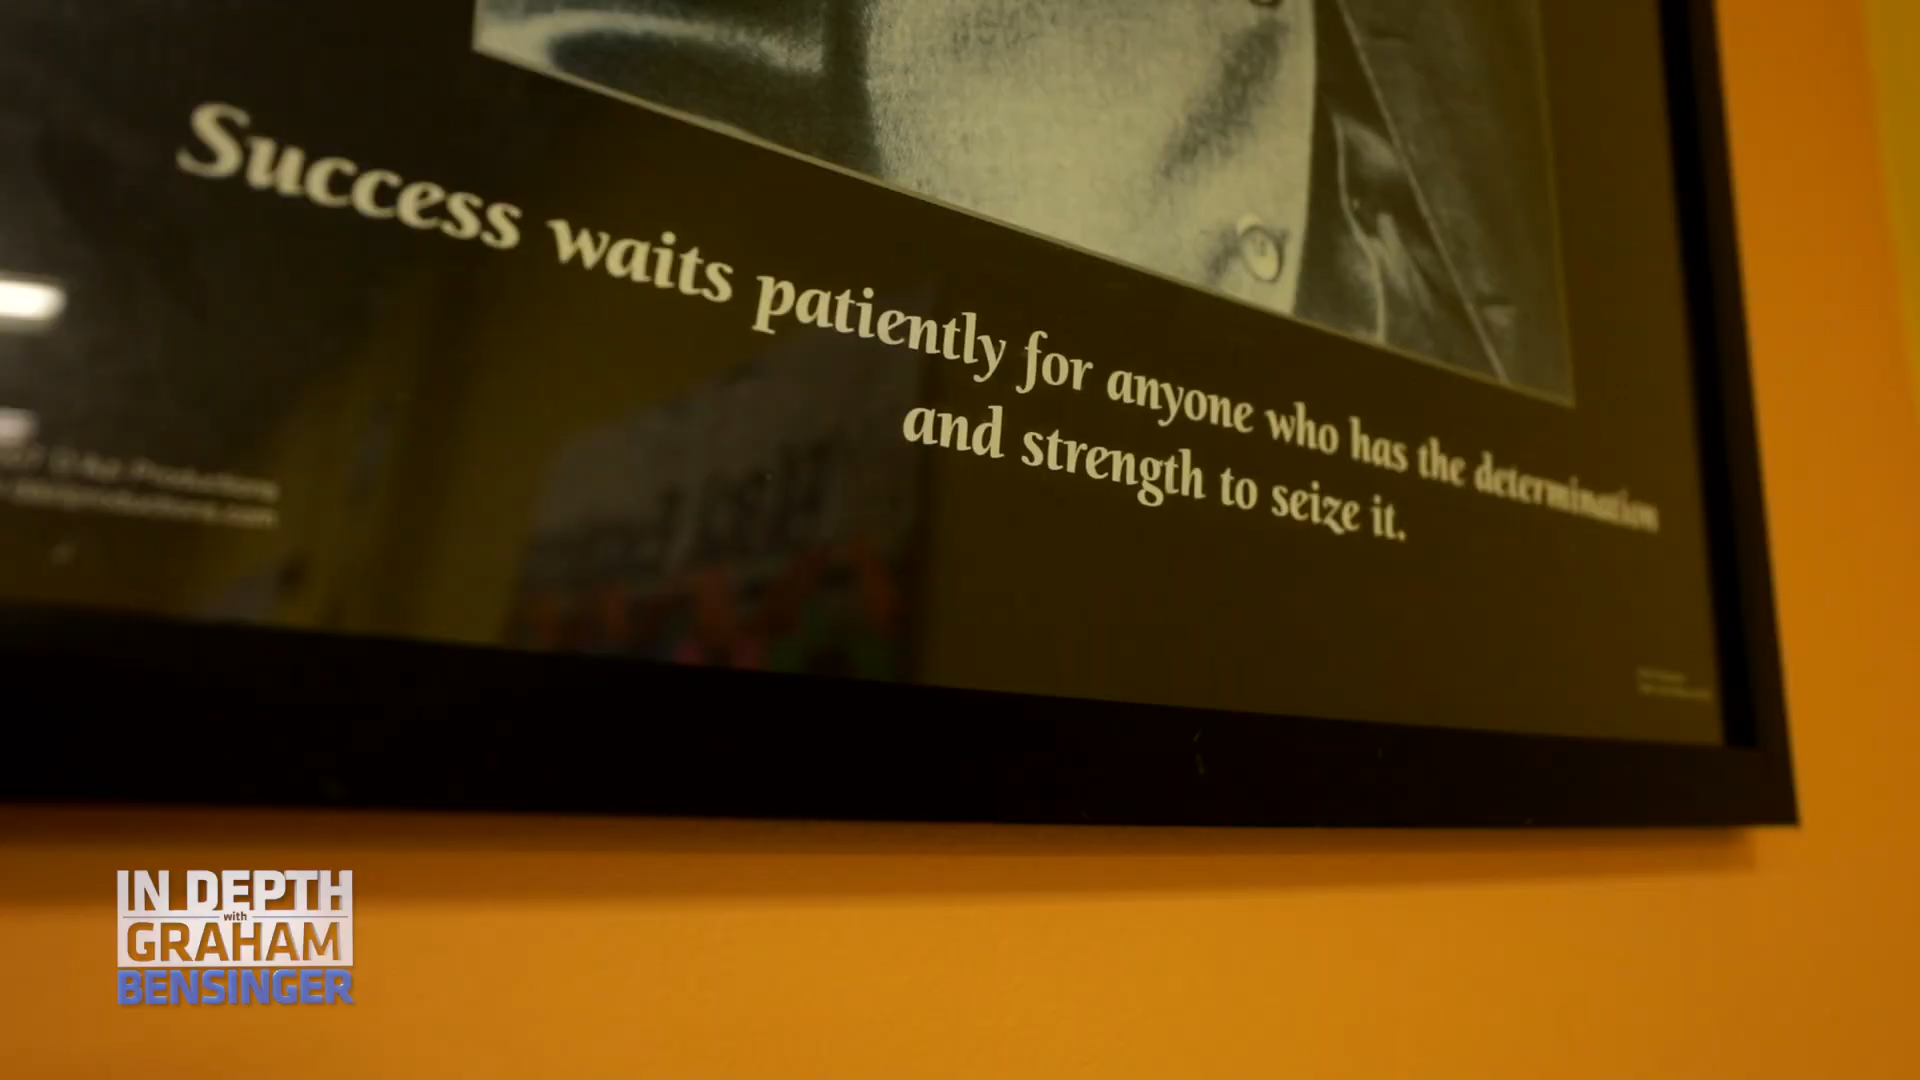 Success waits patiently for anyone who has the determination
and strength to seize it.
Productions
IN DEPTH
with
GRAHAM
BENSINGER